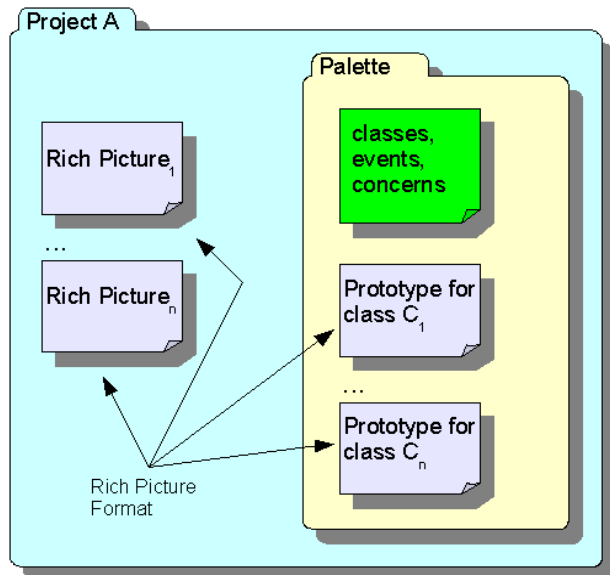 Project A
Rich Picture1
...
Rich Picturen
Rich Picture
Format
Palette
classes,
events,
concerns
Prototype for
class C1
...
Prototype for
class Cn